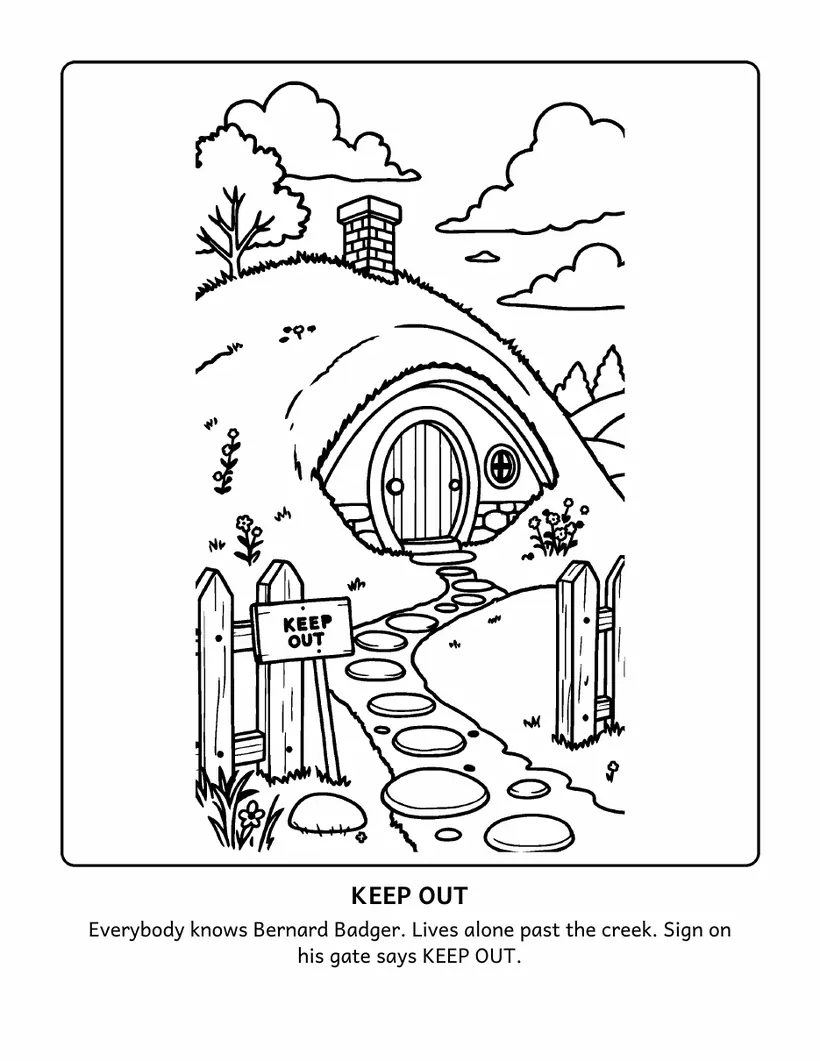 KEEP
OUT
KEEP OUT
Everybody knows Bernard Badger. Lives alone past the creek. Sign on
his gate says KEEP OUT.